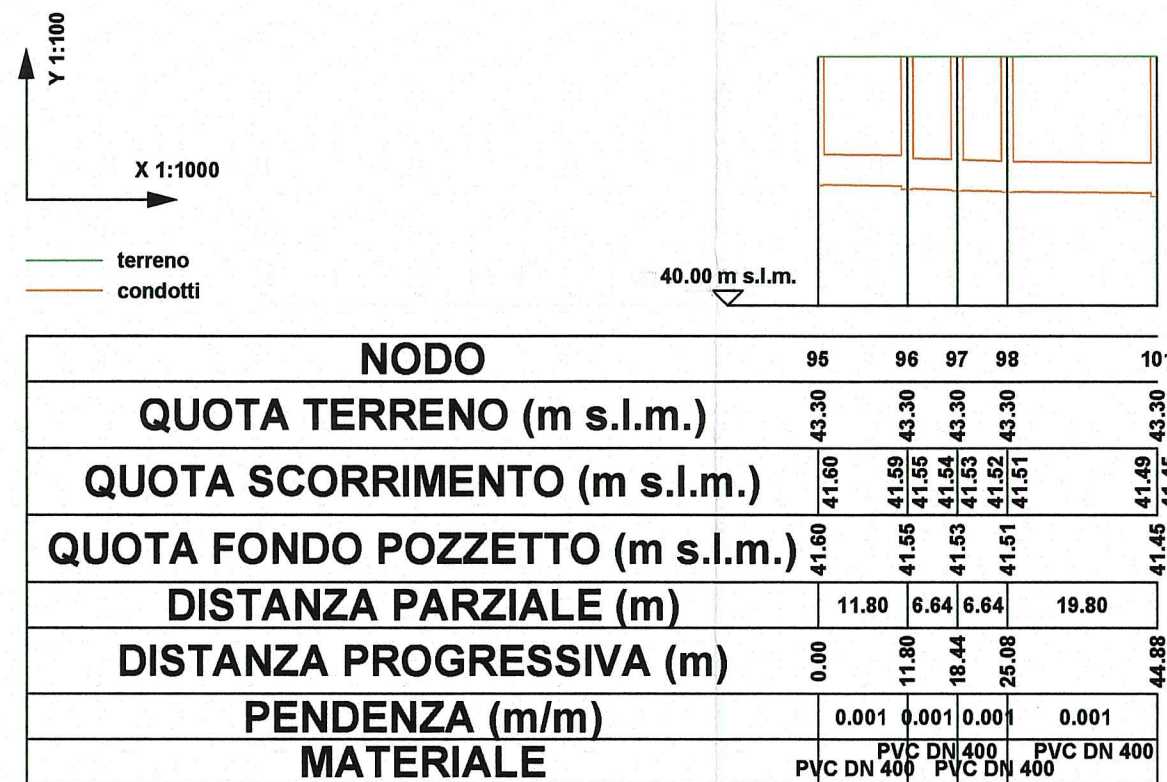 Y 1:100
X 1:1000
terreno
condotti
40.00 m s.l.m.
NODO 95 96 97 98 101
QUOTA TERRENO (m s.l.m.) 43.30 43.30 43.30 43.30 43.30
QUOTA SCORRIMENTO (m s.l.m.) 41.60 41.59 41.55 41.54 41.53 41.52 41.51 41.49 41.45
QUOTA FONDO POZZETTO (m s.l.m.) 41.60 41.55 41.53 41.51 41.45
DISTANZA PARZIALE (m) 11.80 6.64 6.64 19.80
DISTANZA PROGRESSIVA (m) 0.00 11.80 18.44 25.08 44.88
PENDENZA (m/m) 0.001 0.001 0.001 0.001
MATERIALE PVC DN 400 PVC DN 400 PVC DN 400 PVC DN 400